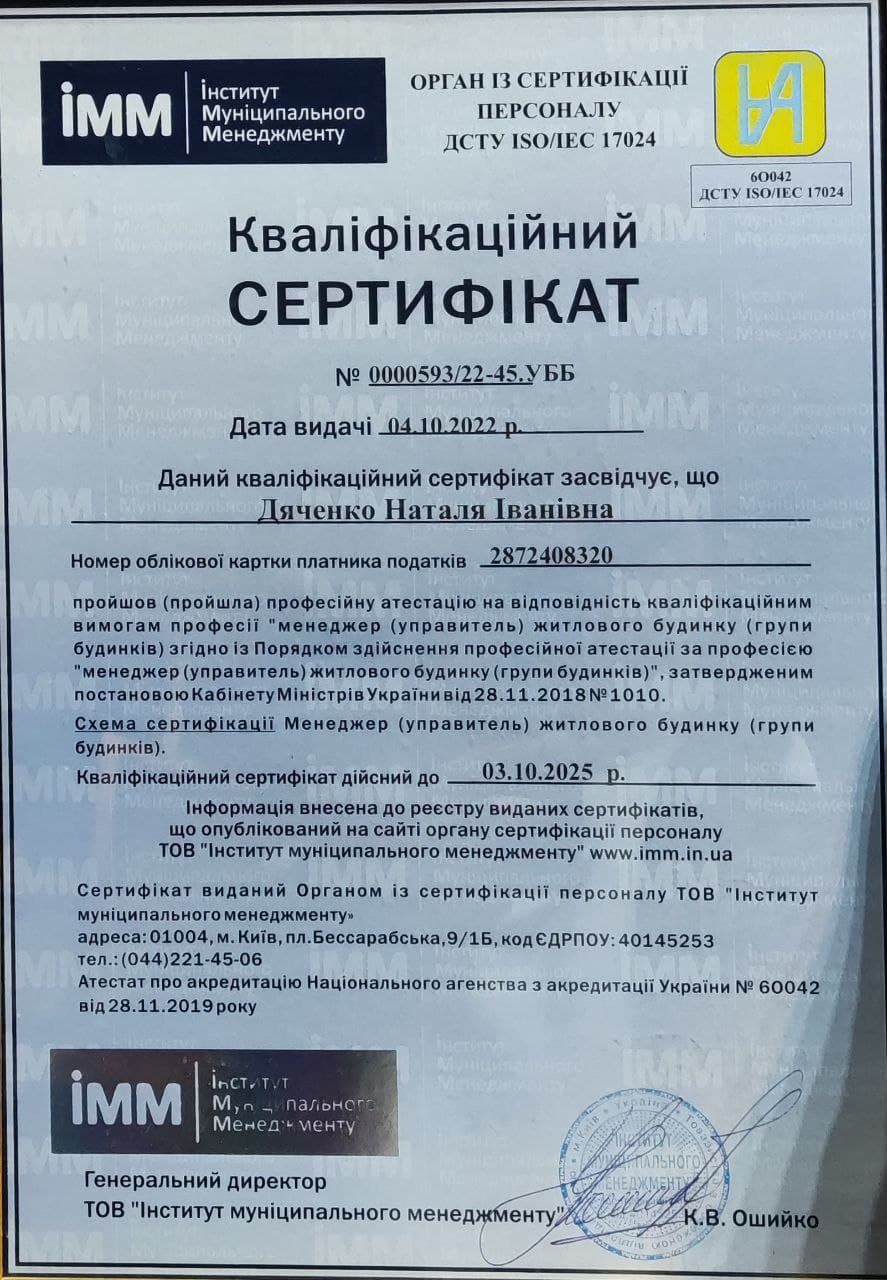 імм
Інститут
Муніципального
Менеджменту
ОРГАН ІЗ СЕРТИФІКАЦІЇ
ПЕРСОНАЛУ
ДСТУ ISO/IEC 17024
6О042
ДСТУ ISO/IEC 17024
Кваліфікаційний
СЕРТИФІКАТ
№ 0000593/22-45.УББ
Дата видачі 04.10.2022 р.
Даний кваліфікаційний сертифікат засвідчує, що
Дяченко Наталя Іванівна
Номер облікової картки платника податків 2872408320
пройшов (пройшла) професійну атестацію на відповідність кваліфікаційним
вимогам професії "менеджер (управитель) житлового будинку (групи
будинків) згідно із Порядком здійснення професійної атестації за професією
"менеджер (управитель) житлового будинку (групи будинків)", затвердженим
постановою Кабінету Міністрів України від 28.11.2018 №1010.
Схема сертифікації Менеджер (управитель) житлового будинку (групи
будинків).
Кваліфікаційний сертифікат дійсний до 03.10.2025 р.
Інформація внесена до реєстру виданих сертифікатів,
що опублікований на сайті органу сертифікації персоналу
ТОВ "Інститут муніципального менеджменту" www.imm.in.ua
Сертифікат виданий Органом із сертифікації персоналу ТОВ "Інститут
муніципального менеджменту»
адреса: 01004, м. Київ, пл.Бессарабська,9/1Б, код ЄДРПОУ: 40145253
тел.: (044)221-45-06
Атестат про акредитацію Національного агенства з акредитації України № 6О042
від 28.11.2019 року
імм
Інститут
Муніципального
Менеджменту
Генеральний директор
ТОВ "Інститут муніципального менеджменту"
К.В. Ошийко
ІНСТИТУТ
МУНІЦИПАЛЬНОГО
МЕНЕДЖМЕНТУ